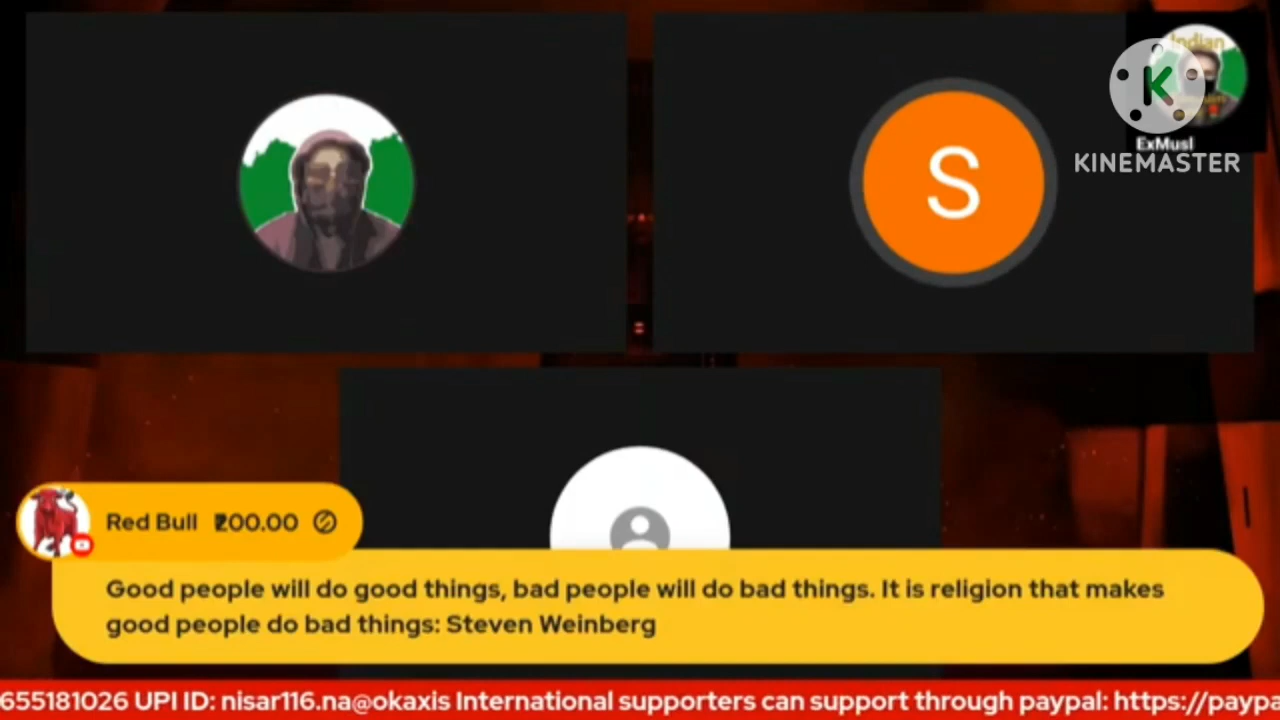 Indian
ExMusl
KINEMASTER
S
Red Bull ₹200.00
Good people will do good things, bad people will do bad things. It is religion that makes
good people do bad things: Steven Weinberg
655181026 UPI ID: nisar116.na@okaxis International supporters can support through paypal: https://paypa